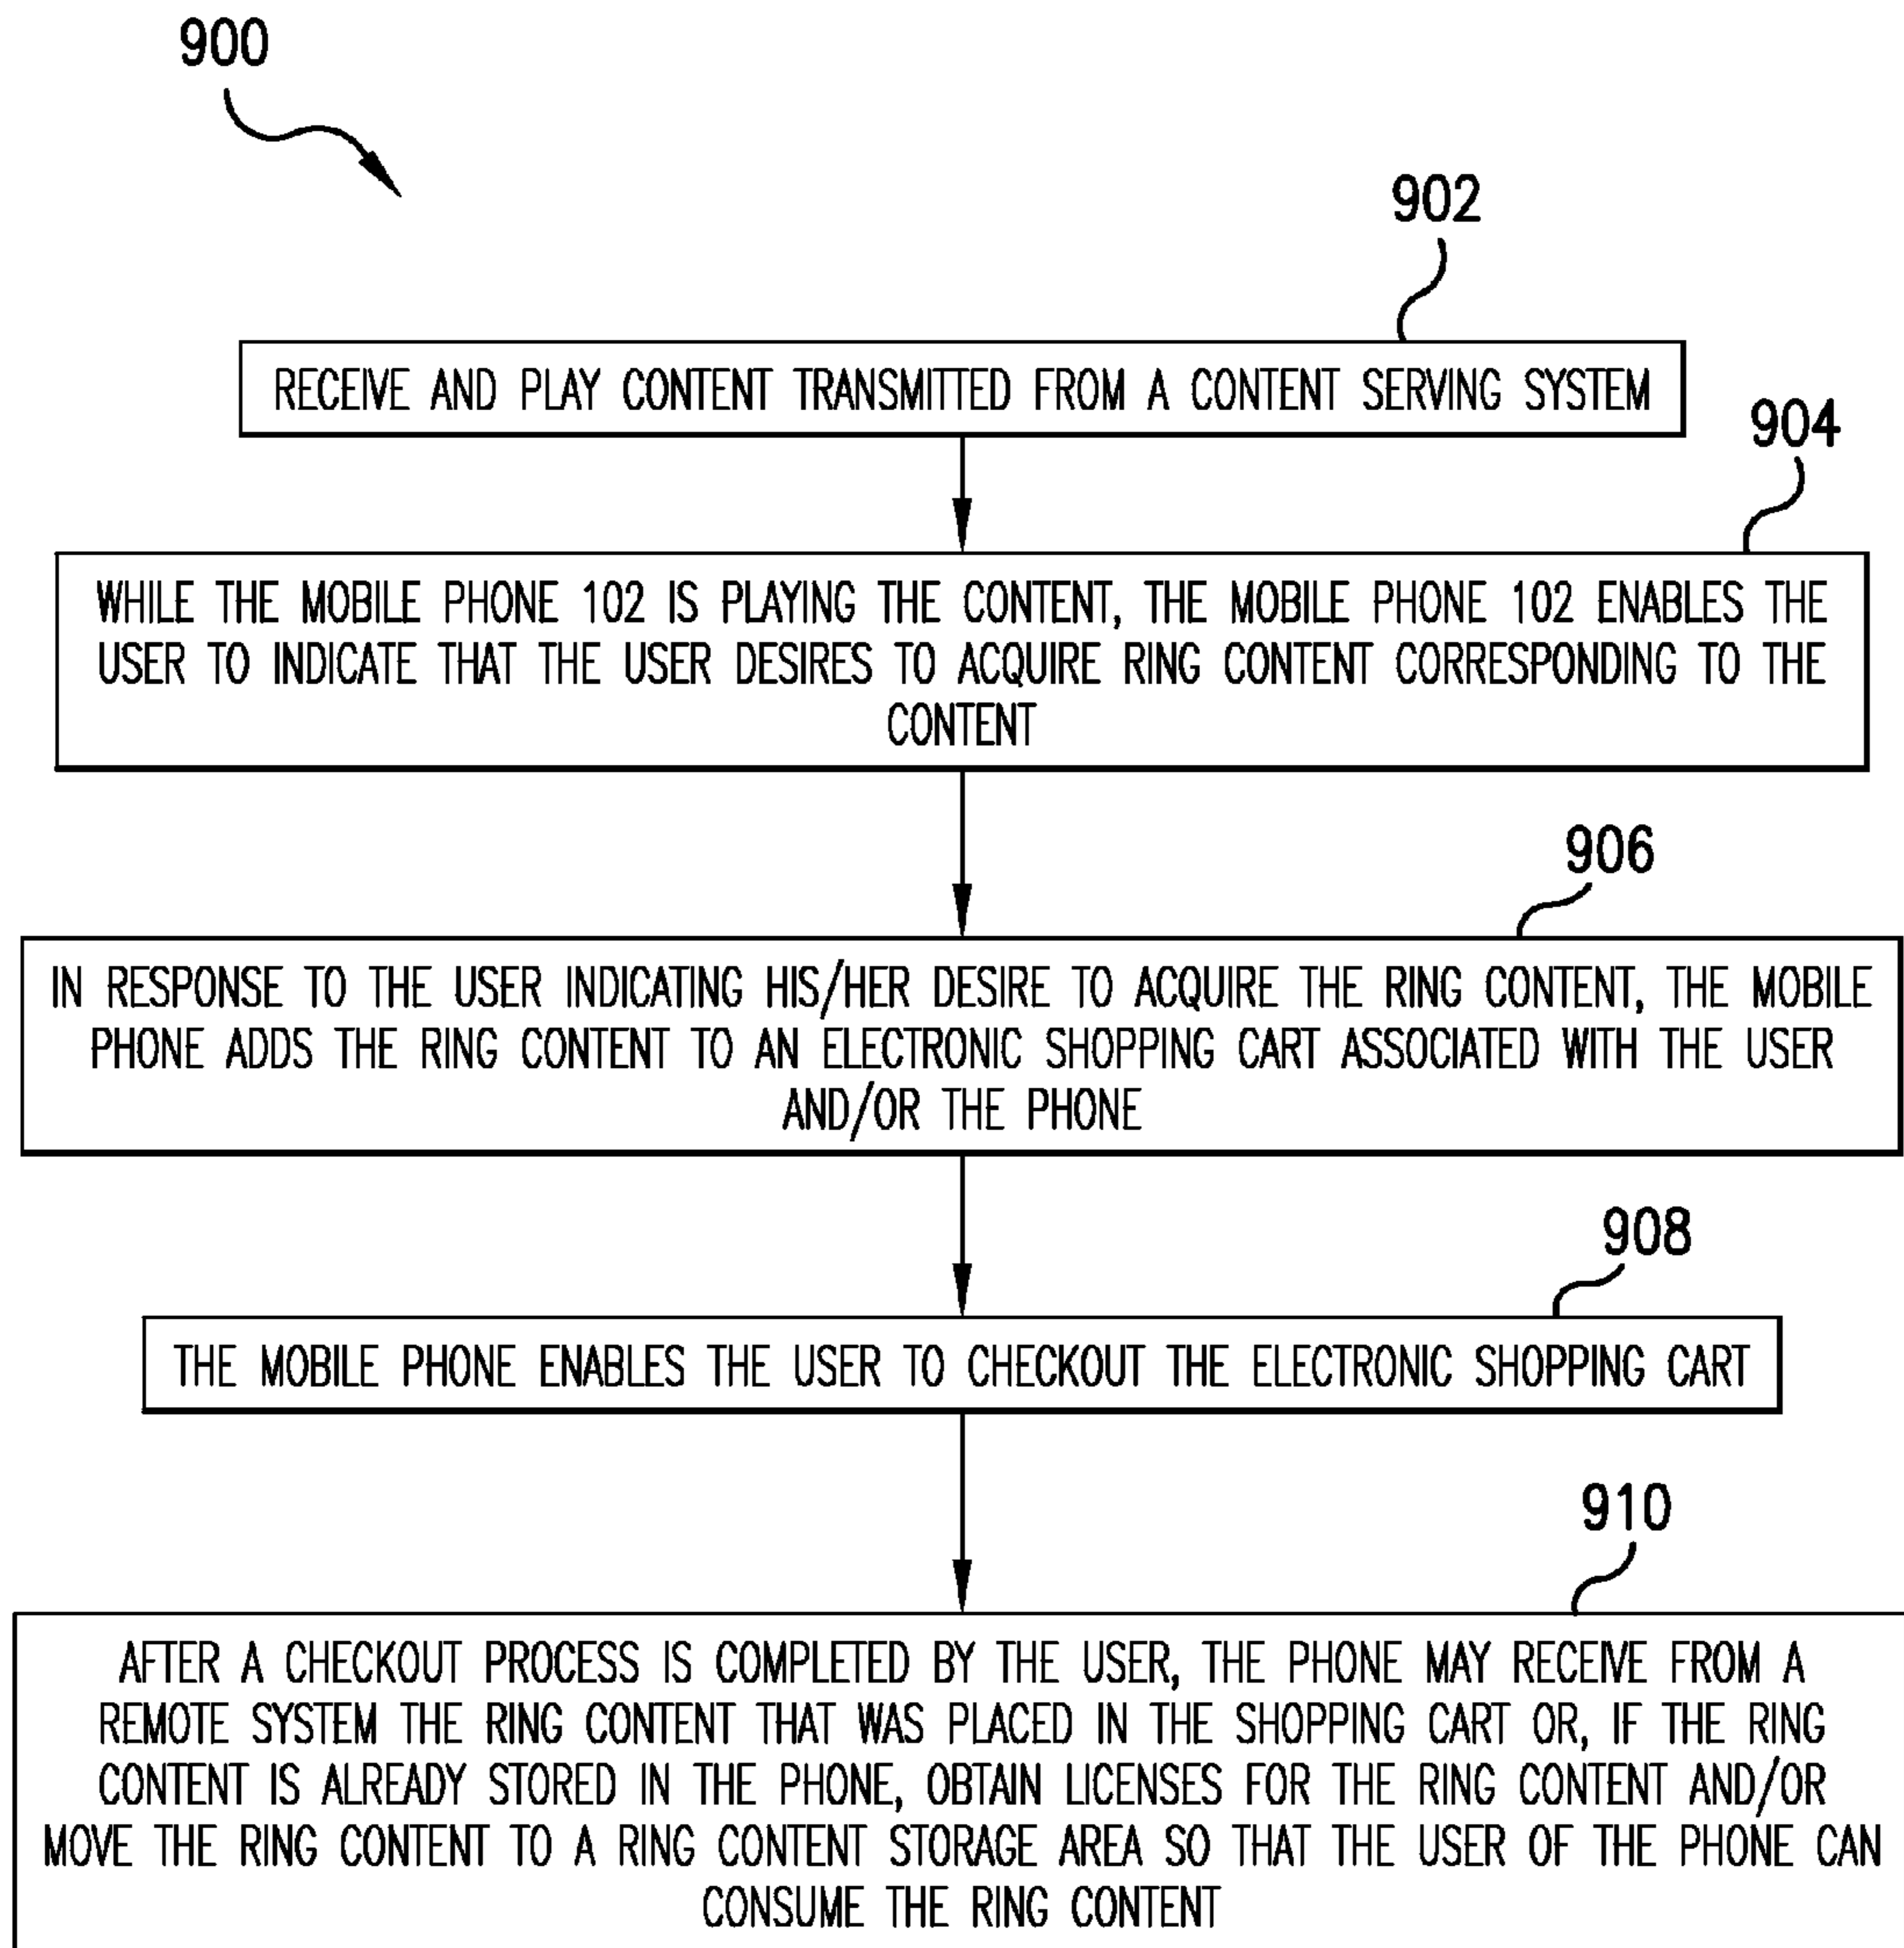 900
902
RECEIVE AND PLAY CONTENT TRANSMITTED FROM A CONTENT SERVING SYSTEM
904
WHILE THE MOBILE PHONE 102 IS PLAYING THE CONTENT, THE MOBILE PHONE 102 ENABLES THE
USER TO INDICATE THAT THE USER DESIRES TO ACQUIRE RING CONTENT CORRESPONDING TO THE
CONTENT
906
IN RESPONSE TO THE USER INDICATING HIS/HER DESIRE TO ACQUIRE THE RING CONTENT, THE MOBILE
PHONE ADDS THE RING CONTENT TO AN ELECTRONIC SHOPPING CART ASSOCIATED WITH THE USER
AND/OR THE PHONE
908
THE MOBILE PHONE ENABLES THE USER TO CHECKOUT THE ELECTRONIC SHOPPING CART
910
AFTER A CHECKOUT PROCESS IS COMPLETED BY THE USER, THE PHONE MAY RECEIVE FROM A
REMOTE SYSTEM THE RING CONTENT THAT WAS PLACED IN THE SHOPPING CART OR, IF THE RING
CONTENT IS ALREADY STORED IN THE PHONE, OBTAIN LICENSES FOR THE RING CONTENT AND/OR
MOVE THE RING CONTENT TO A RING CONTENT STORAGE AREA SO THAT THE USER OF THE PHONE CAN
CONSUME THE RING CONTENT